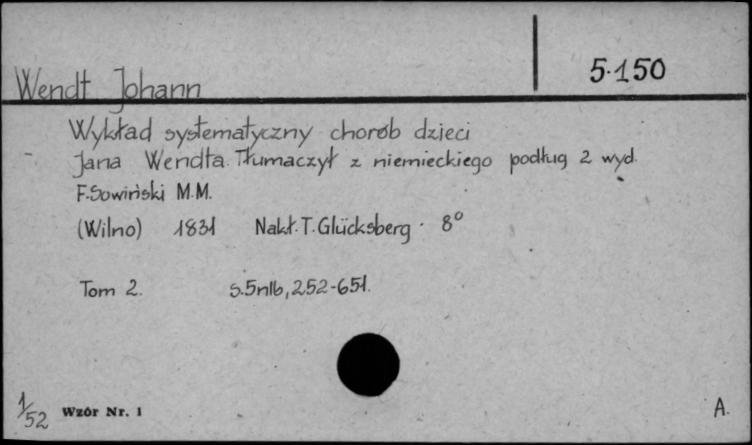 5.150
Wendt Johann
Wykład systematyczny chorób dzieci
Jana Wendta. Tłumaczył z niemieckiego podług 2 wyd.
F. Sowiński M.M.
(Wilno) 1831 Nakł. T. Glücksberg. 8°
Tom 2. s. 5nlb, 252-651.
1/52 Wzór Nr. 1 A.